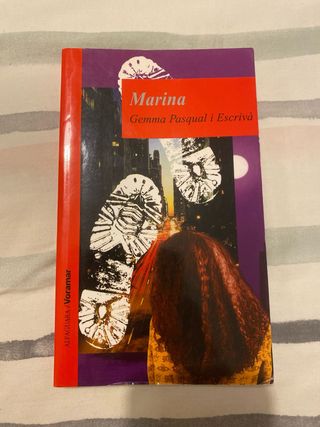 Marina
Gemma Pasqual i Escrivà
ALFAGUARA / Voramar